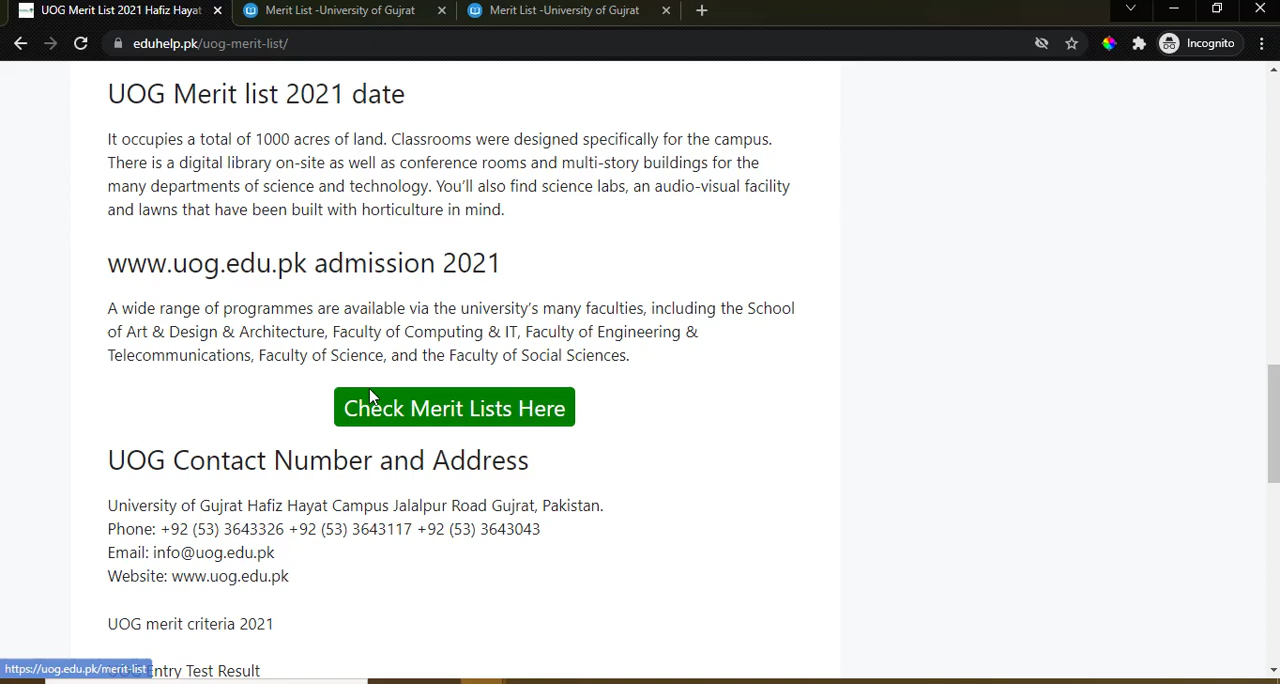 UOG Merit List 2021 Hafiz Hayat
Merit List -University of Gujrat
Merit List -University of Gujrat
eduhelp.pk/uog-merit-list/
Incognito
UOG Merit list 2021 date
It occupies a total of 1000 acres of land. Classrooms were designed specifically for the campus.
There is a digital library on-site as well as conference rooms and multi-story buildings for the
many departments of science and technology. You'll also find science labs, an audio-visual facility
and lawns that have been built with horticulture in mind.
www.uog.edu.pk admission 2021
A wide range of programmes are available via the university's many faculties, including the School
of Art & Design & Architecture, Faculty of Computing & IT, Faculty of Engineering &
Telecommunications, Faculty of Science, and the Faculty of Social Sciences.
Check Merit Lists Here
UOG Contact Number and Address
University of Gujrat Hafiz Hayat Campus Jalalpur Road Gujrat, Pakistan.
Phone: +92 (53) 3643326 +92 (53) 3643117 +92 (53) 3643043
Email: info@uog.edu.pk
Website: www.uog.edu.pk
UOG merit criteria 2021
Entry Test Result
https://uog.edu.pk/merit-list